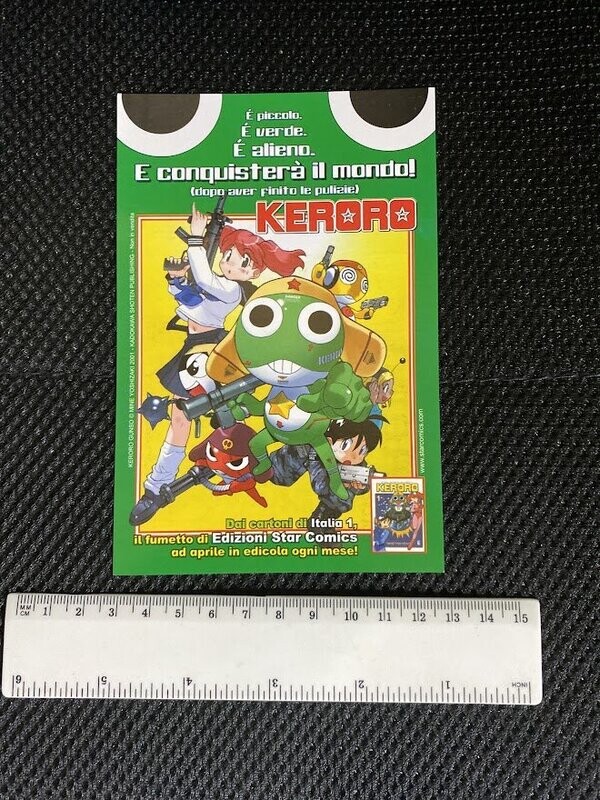 É piccolo.
É verde.
É alieno.
E conquisterà il mondo!
(dopo aver finito le pulizie)
KERORO
KERORO GUNSO © MINE YOSHIZAKI 2001 - KADOKAWA SHOTEN PUBLISHING - Non in vendita
www.starcomics.com
KERORO
Dai cartoni di Italia 1,
il fumetto di Edizioni Star Comics
ad aprile in edicola ogni mese!
MM
CM
1 2 3 4 5 6 7 8 9 10 11 12 13 14 15
6 5 4 3 2 1 INCH